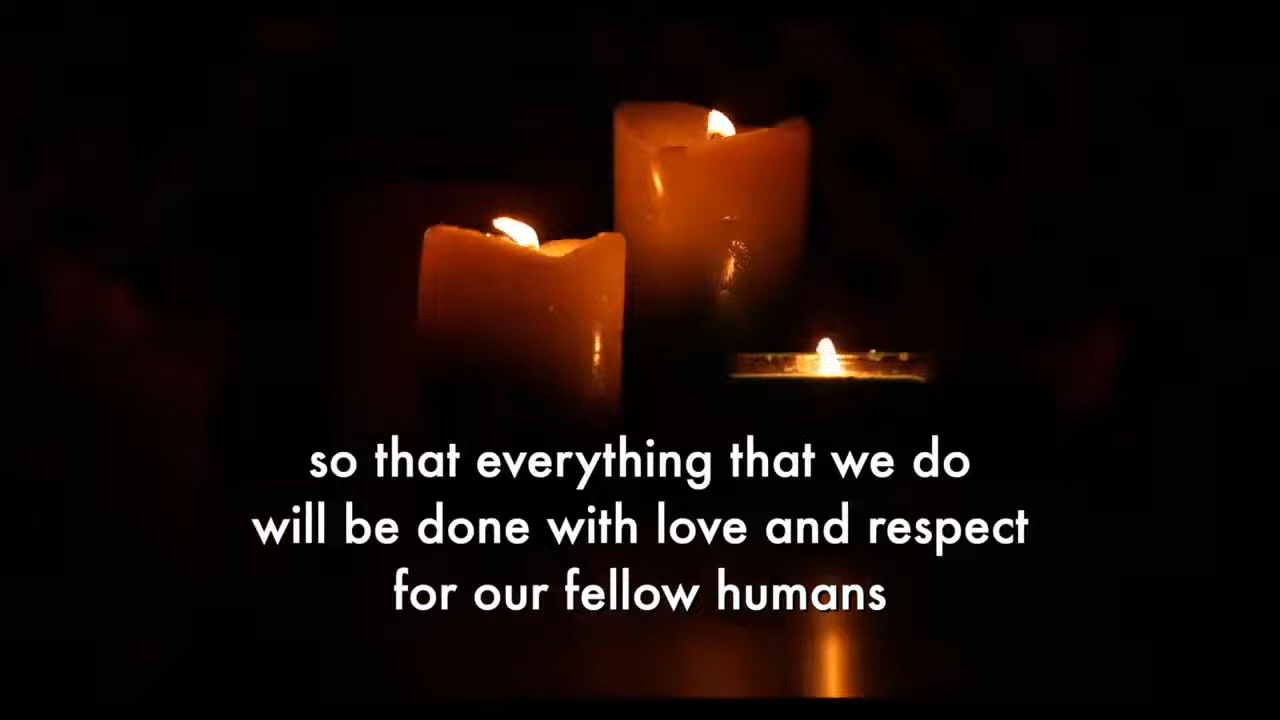 so that everything that we do
will be done with love and respect
for our fellow humans